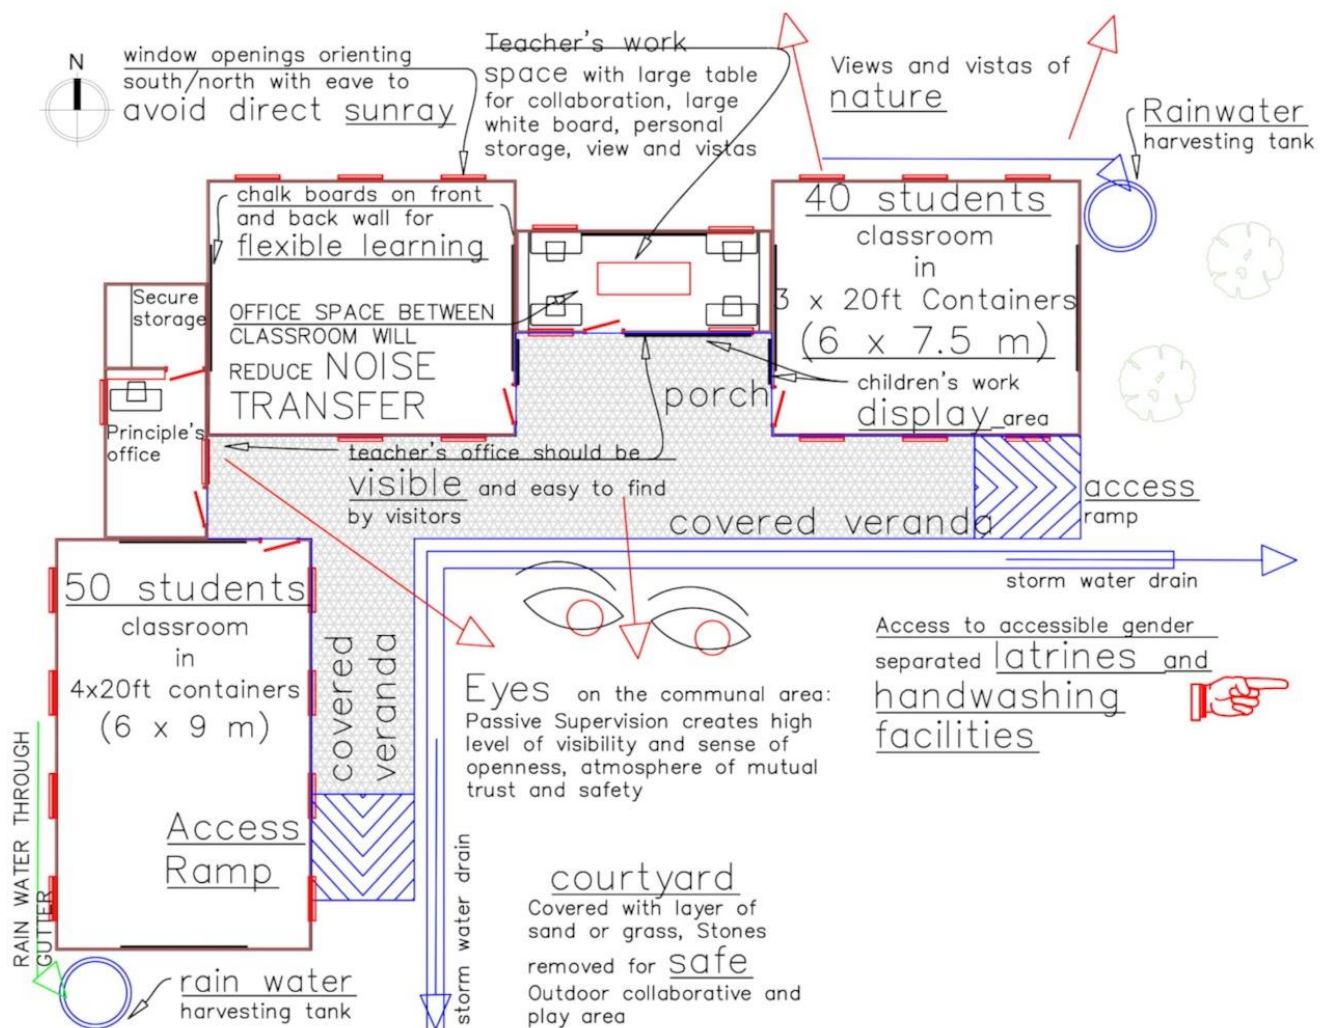 N
window openings orienting
south/north with eave to
avoid direct sunray
Teacher's work
space with large table
for collaboration, large
white board, personal
storage, view and vistas
Views and vistas of
nature
Rainwater
harvesting tank
chalk boards on front
and back wall for
flexible learning
OFFICE SPACE BETWEEN
CLASSROOM WILL
REDUCE NOISE
TRANSFER
40 students
classroom
in
3 x 20ft Containers
(6 x 7.5 m)
Secure
storage
porch
children's work
display area
Principle's
office
teacher's office should be
visible and easy to find
by visitors
covered veranda
access
ramp
storm water drain
50 students
classroom
in
4x20ft containers
(6 x 9 m)
covered
veranda
Access
Ramp
Eyes on the communal area:
Passive Supervision creates high
level of visibility and sense of
openness, atmosphere of mutual
trust and safety
Access to accessible gender
separated latrines and
handwashing
facilities
RAIN WATER THROUGH
GUTTER
storm water drain
courtyard
Covered with layer of
sand or grass, Stones
removed for safe
Outdoor collaborative and
play area
rain water
harvesting tank